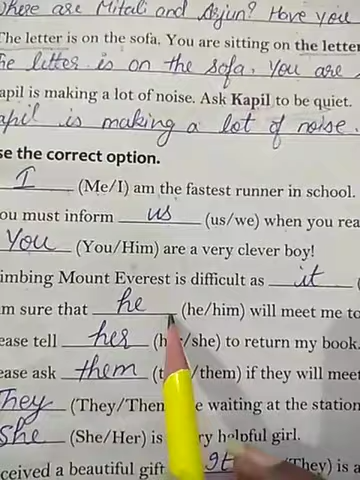 here are Mitali and Arjun? Have you
The letter is on the sofa. You are sitting on the letter
he letter is on the sofa. You are
apil is making a lot of noise. Ask Kapil to be quiet.
apil is making a lot of noise.
se the correct option.
I (Me/I) am the fastest runner in school.
ou must inform us (us/we) when you rea
You (You/Him) are a very clever boy!
imbing Mount Everest is difficult as it (
m sure that he (he/him) will meet me to
ease tell her (h /she) to return my book.
ease ask them (t /them) if they will meet
They (They/Then e waiting at the station
she (She/Her) is ry helpful girl.
ceived a beautiful gift. gt They) is a